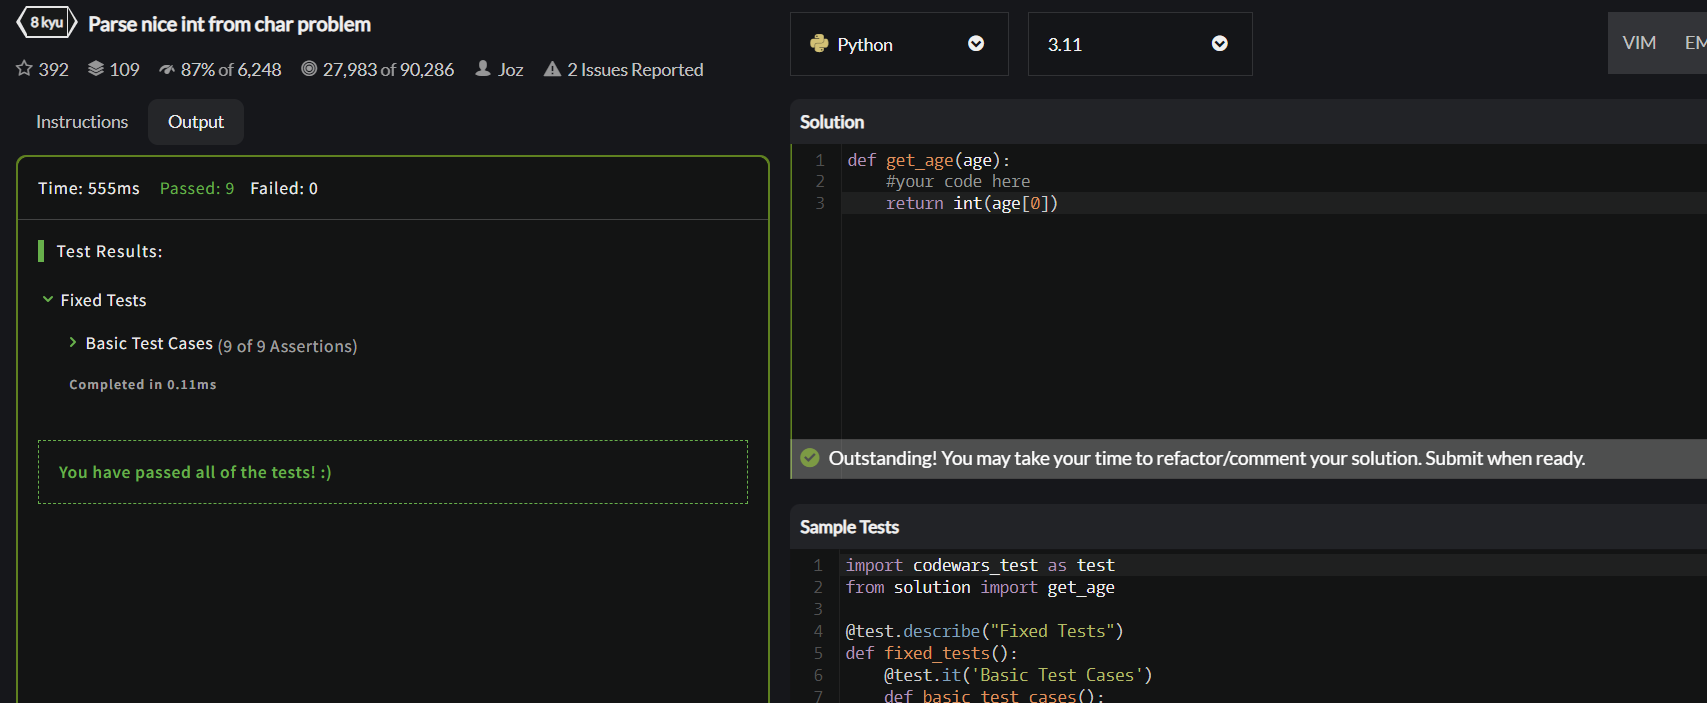 8 kyu Parse nice int from char problem
392 109 87% of 6,248 27,983 of 90,286 Joz 2 Issues Reported
Instructions Output
Time: 555ms Passed: 9 Failed: 0
Test Results:
Fixed Tests
Basic Test Cases (9 of 9 Assertions)
Completed in 0.11ms
You have passed all of the tests! :)
Python 3.11 VIM EM
Solution
1 def get_age(age):
2 #your code here
3 return int(age[0])
Outstanding! You may take your time to refactor/comment your solution. Submit when ready.
Sample Tests
1 import codewars_test as test
2 from solution import get_age
3
4 @test.describe("Fixed Tests")
5 def fixed_tests():
6 @test.it('Basic Test Cases')
7 def basic_test_cases():